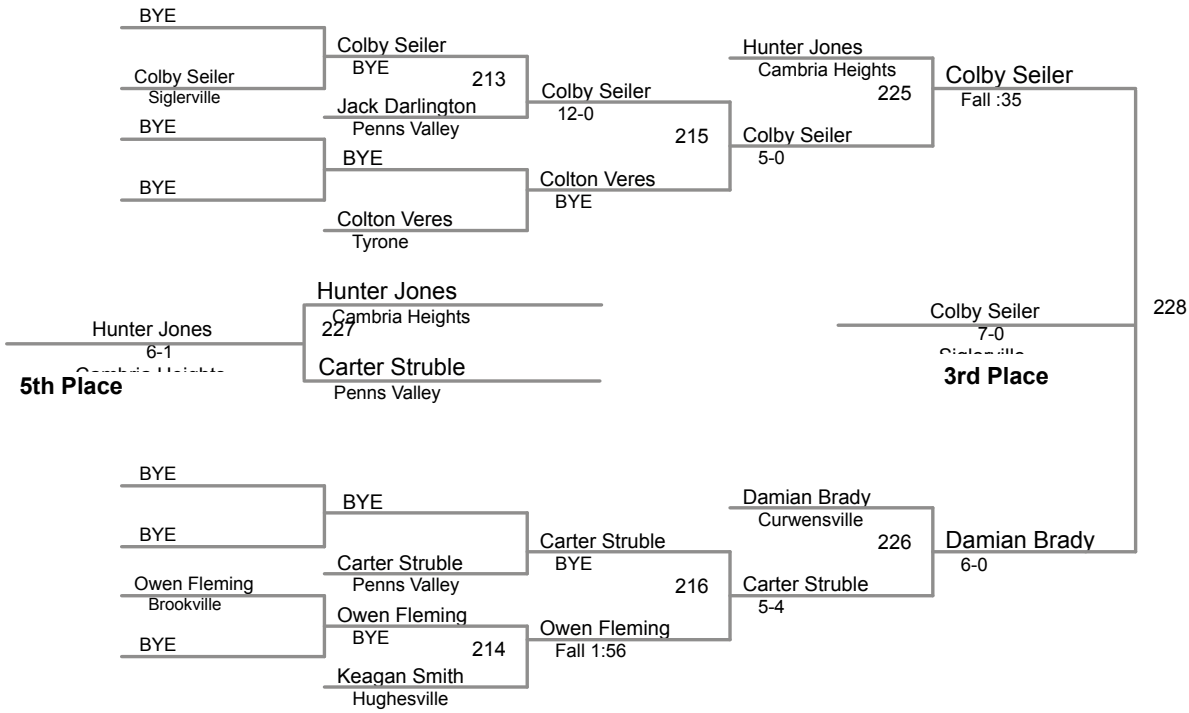 BYE
Colby Seiler
Siglerville
BYE
BYE
Colby Seiler
BYE
213
Jack Darlington
Penns Valley
BYE
Colton Veres
Tyrone
Colby Seiler
12-0
215
Colton Veres
BYE
Hunter Jones
Cambria Heights
225
Colby Seiler
5-0
Colby Seiler
Fall :35
Hunter Jones
Cambria Heights
227
Carter Struble
Penns Valley
Hunter Jones
6-1
Cambria Heights
5th Place
228
Colby Seiler
7-0
Siglerville
3rd Place
BYE
BYE
Owen Fleming
Brookville
BYE
BYE
Carter Struble
Penns Valley
Owen Fleming
BYE
214
Keagan Smith
Hughesville
Carter Struble
BYE
216
Owen Fleming
Fall 1:56
Damian Brady
Curwensville
226
Carter Struble
5-4
Damian Brady
6-0